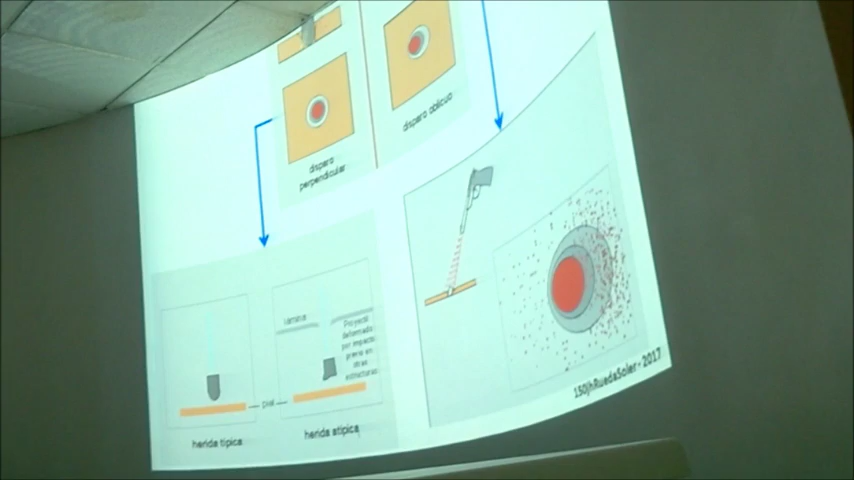 disparo
perpendicular
disparo oblicuo
Ventana
Proyectil
deformado
por impacto
previo en
otras
estructuras
piel
herida típica
herida atípica
150JhRuedaSoler - 2017